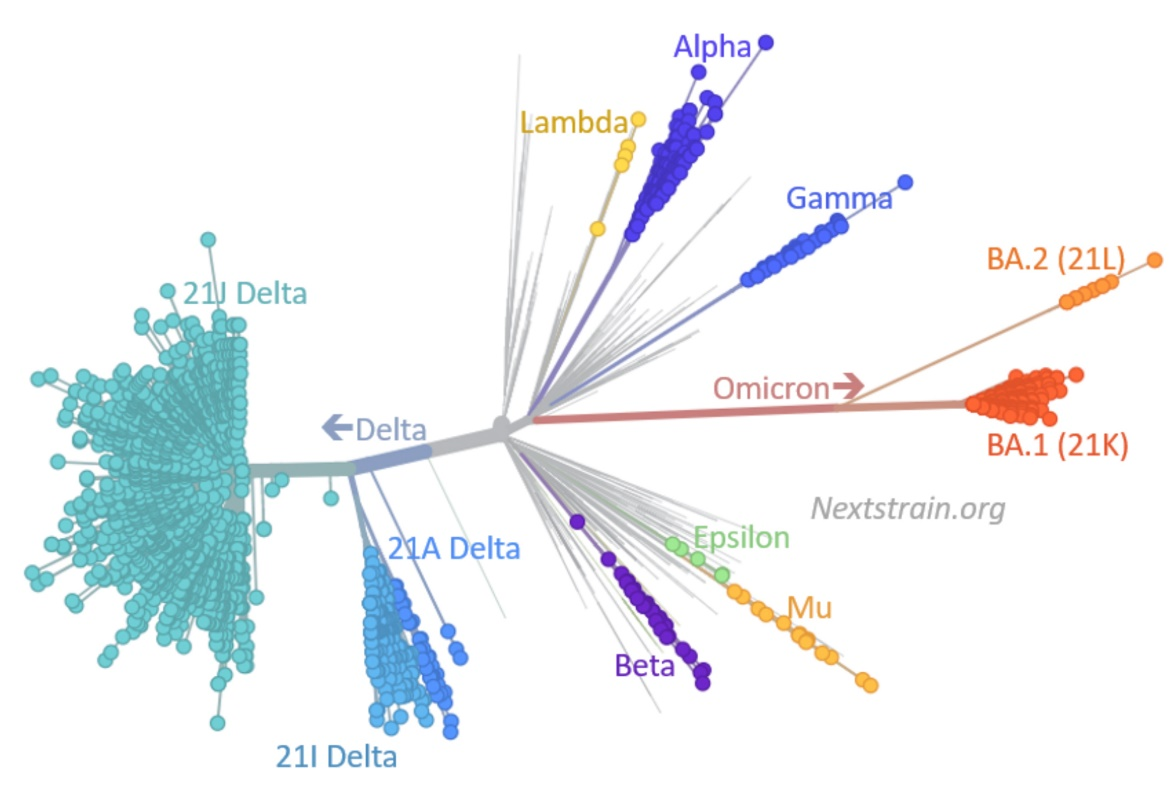 Alpha
Lambda
Gamma
BA.2 (21L)
21J Delta
Omicron→
←Delta
BA.1 (21K)
Nextstrain.org
Epsilon
21A Delta
Mu
Beta
21I Delta